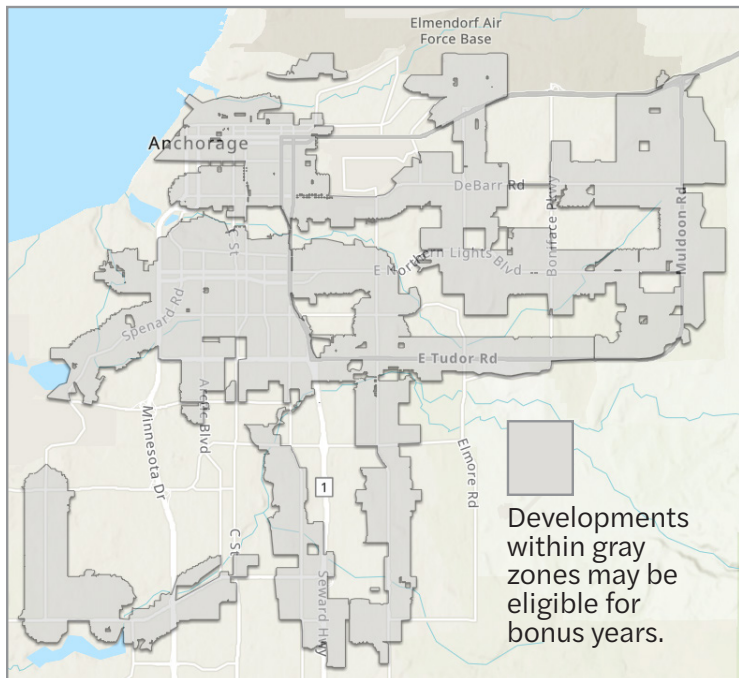 Elmendorf Air
Force Base
Anchorage
DeBarr Rd
Boniface Pkwy
Muldoon Rd
E Northern Lights Blvd
Spenard Rd
E Tudor Rd
Arctic Blvd
Minnesota Dr
Elmore Rd
1
C St
Seward Hwy
Developments
within gray
zones may be
eligible for
bonus years.